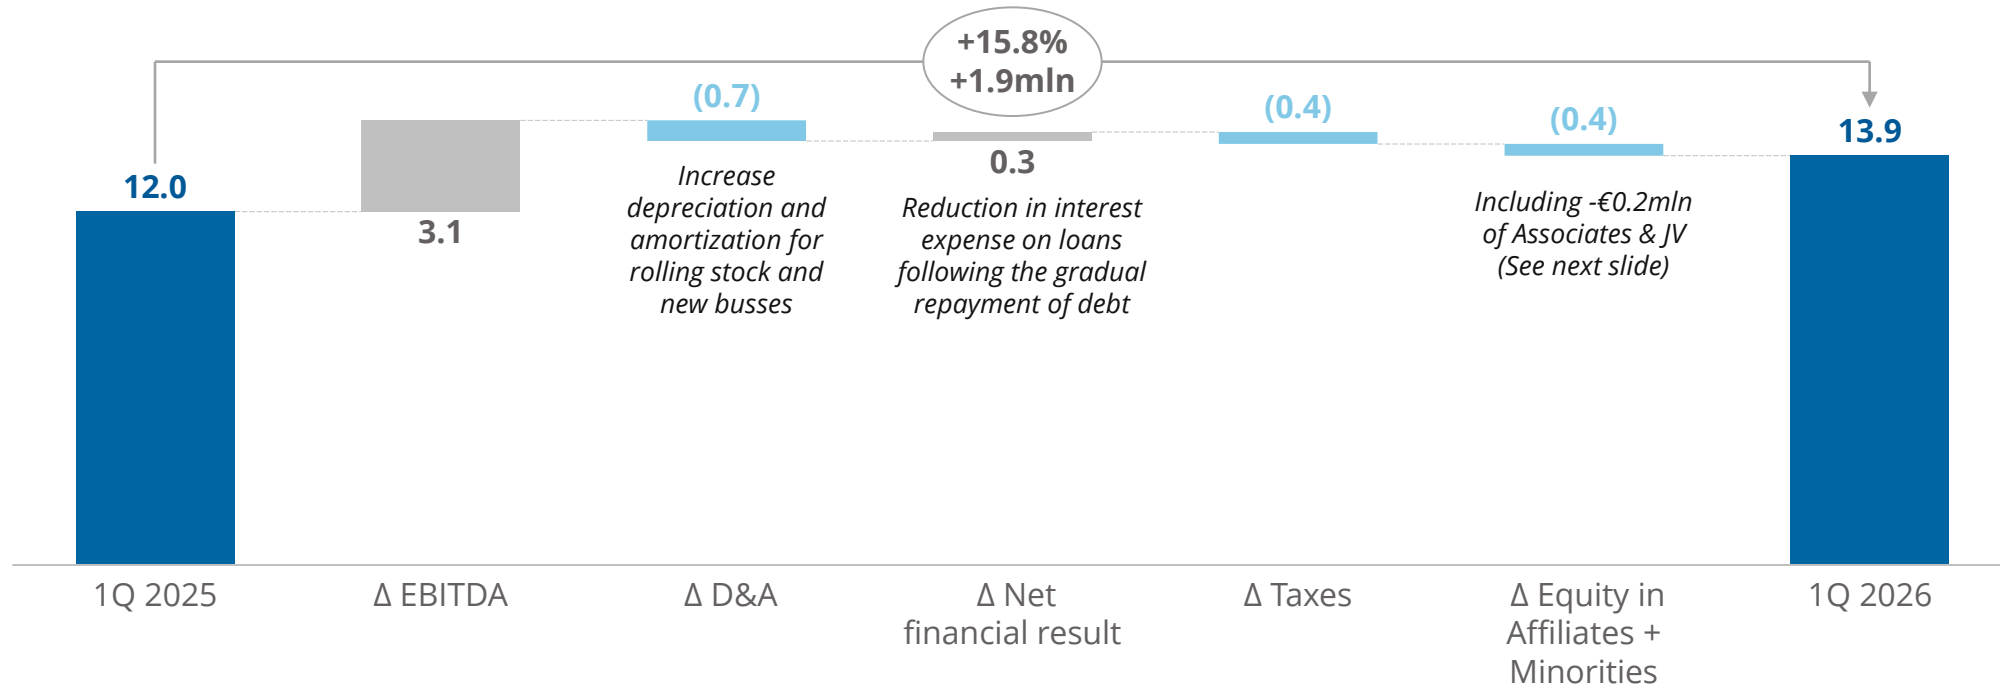 +15.8%
+1.9mln
12.0
3.1
(0.7)
Increase
depreciation and
amortization for
rolling stock and
new busses
0.3
Reduction in interest
expense on loans
following the gradual
repayment of debt
(0.4)
(0.4)
Including -€0.2mln
of Associates & JV
(See next slide)
13.9
1Q 2025
Δ EBITDA
Δ D&A
Δ Net
financial result
Δ Taxes
Δ Equity in
Affiliates +
Minorities
1Q 2026